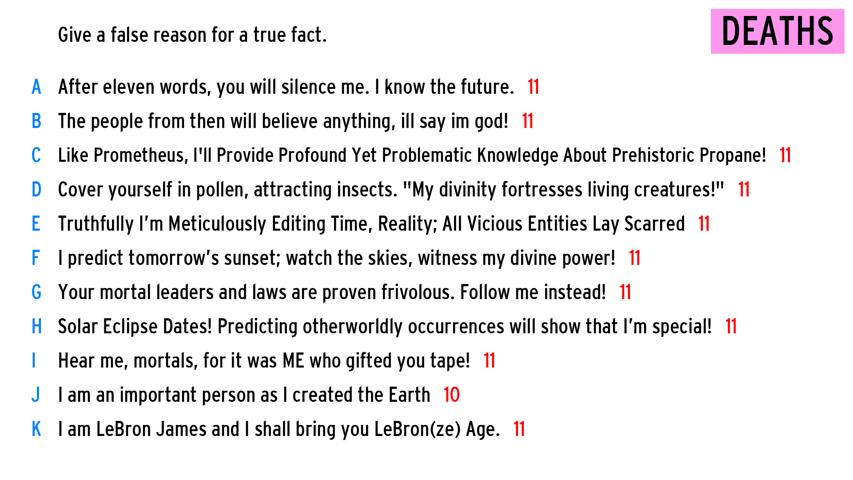 Give a false reason for a true fact.
DEATHS
A After eleven words, you will silence me. I know the future. 11
B The people from then will believe anything, ill say im god! 11
C Like Prometheus, I'll Provide Profound Yet Problematic Knowledge About Prehistoric Propane! 11
D Cover yourself in pollen, attracting insects. "My divinity fortresses living creatures!" 11
E Truthfully I'm Meticulously Editing Time, Reality; All Vicious Entities Lay Scarred 11
F I predict tomorrow's sunset; watch the skies, witness my divine power! 11
G Your mortal leaders and laws are proven frivolous. Follow me instead! 11
H Solar Eclipse Dates! Predicting otherworldly occurrences will show that I'm special! 11
I Hear me, mortals, for it was ME who gifted you tape! 11
J I am an important person as I created the Earth 10
K I am LeBron James and I shall bring you LeBron(ze) Age. 11